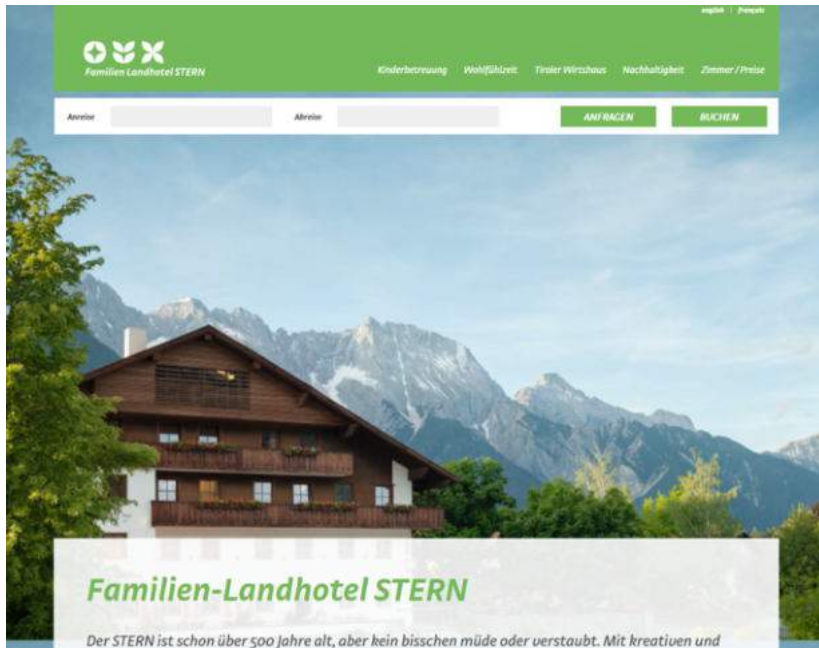 english | français
Familien Landhotel STERN
Kinderbetreuung Wohlfühlzeit Tiroler Wirtshaus Nachhaltigkeit Zimmer / Preise
Anreise Abreise ANFRAGEN BUCHEN
Familien-Landhotel STERN
Der STERN ist schon über 500 Jahre alt, aber kein bisschen müde oder verstaubt. Mit kreativen und